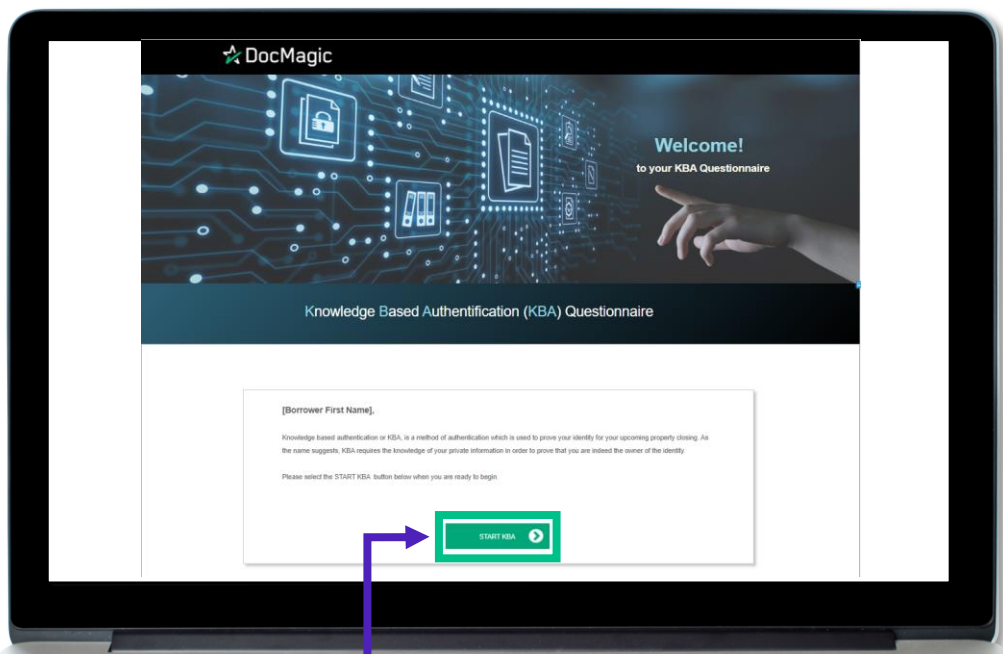 DocMagic
Welcome!
to your KBA Questionnaire
Knowledge Based Authentification (KBA) Questionnaire
[Borrower First Name],
Knowledge based authentication or KBA, is a method of authentication which is used to prove your identity for your upcoming property closing. As
the name suggests, KBA requires the knowledge of your private information in order to prove that you are indeed the owner of the identity.
Please select the START KBA button below when you are ready to begin
START KBA